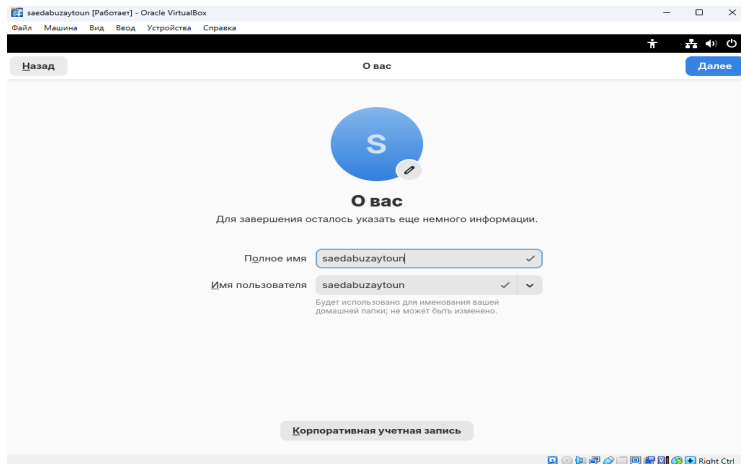 saedabuzaytoun [Работает] - Oracle VirtualBox
Файл Машина Вид Ввод Устройства Справка
Назад О вас Далее
S
О вас
Для завершения осталось указать еще немного информации.
Полное имя saedabuzaytoun
Имя пользователя saedabuzaytoun
Будет использовано для именования вашей
домашней папки; не может быть изменено.
Корпоративная учетная запись
Right Ctrl